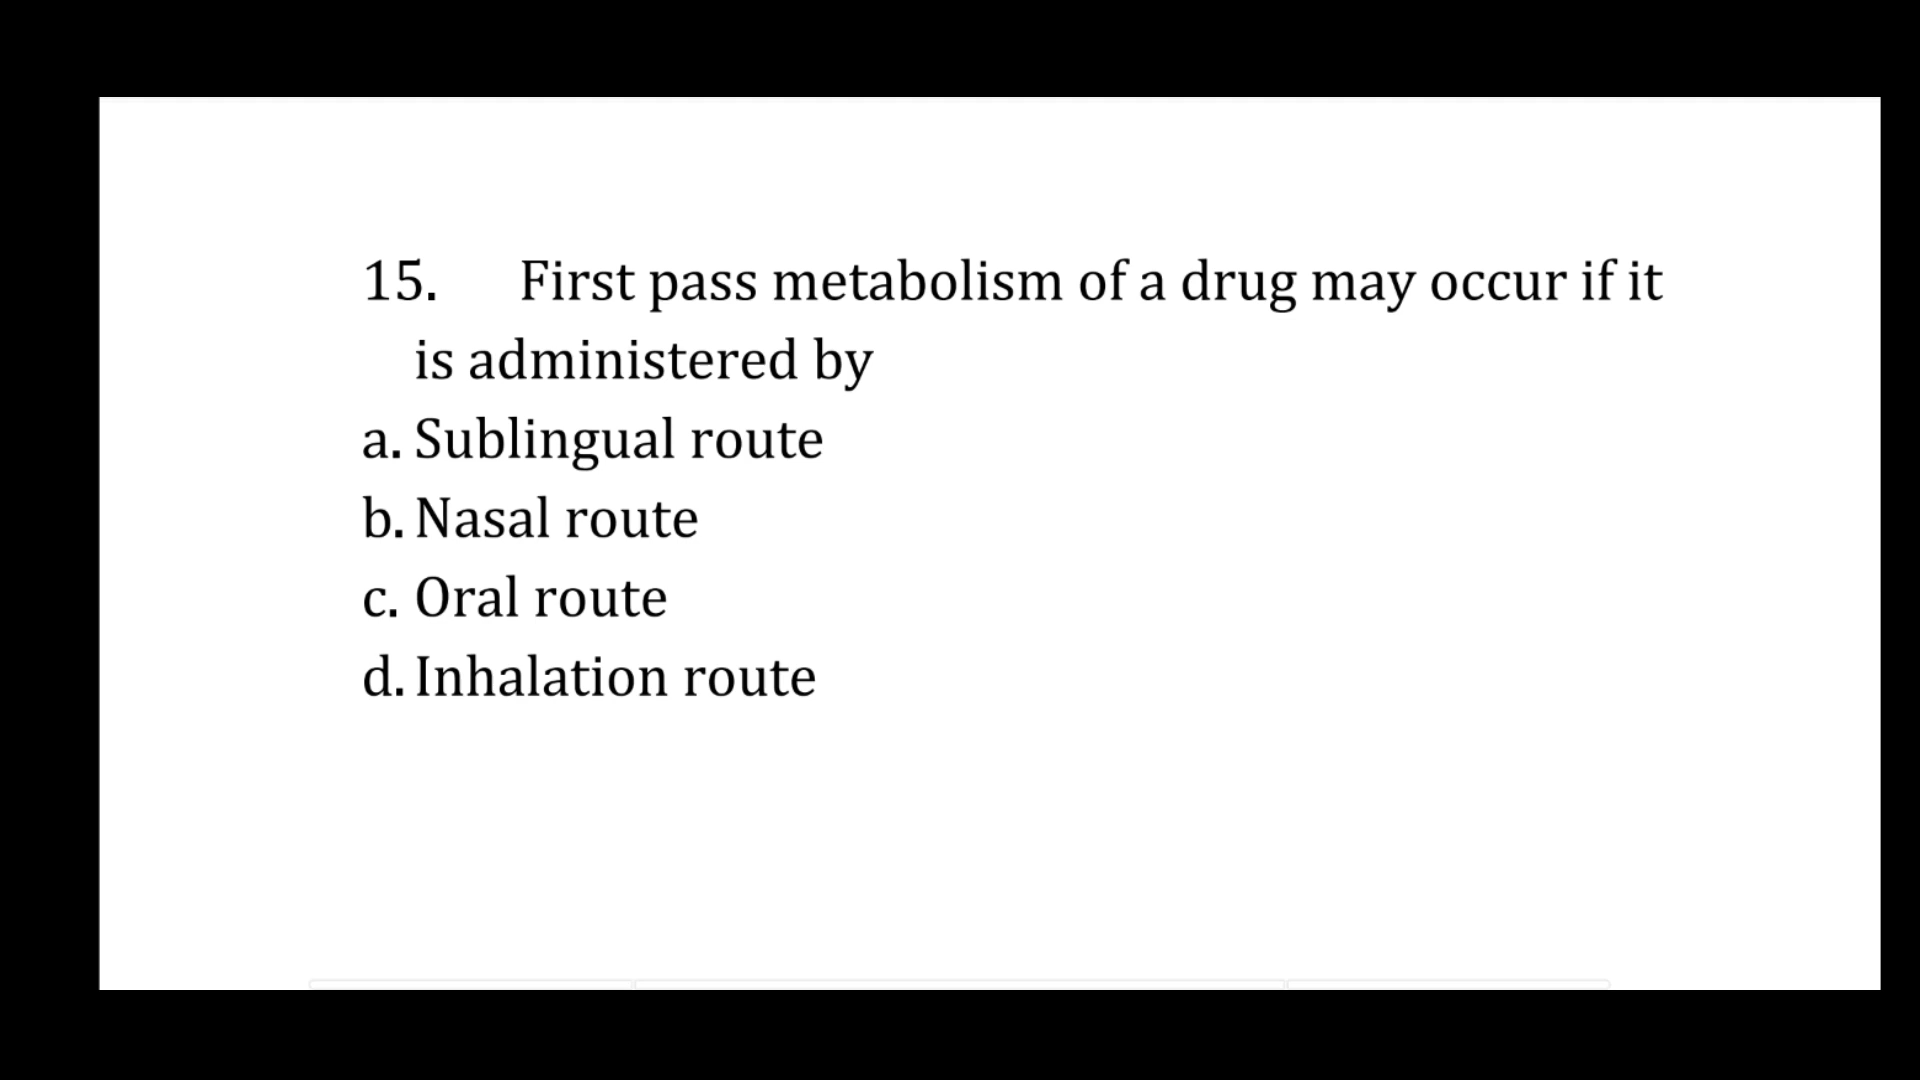 15. First pass metabolism of a drug may occur if it
is administered by
a. Sublingual route
b. Nasal route
c. Oral route
d. Inhalation route